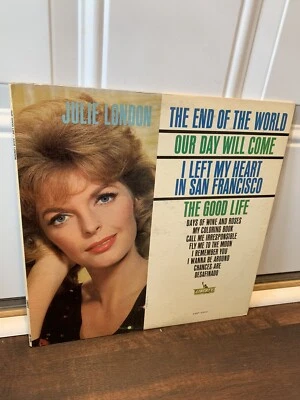 JULIE LONDON
THE END OF THE WORLD
OUR DAY WILL COME
I LEFT MY HEART
IN SAN FRANCISCO
THE GOOD LIFE
DAYS OF WINE AND ROSES
MY COLORING BOOK
CALL ME IRRESPONSIBLE
FLY ME TO THE MOON
I REMEMBER YOU
I WANNA BE AROUND
CHANCES ARE
DESAFINADO